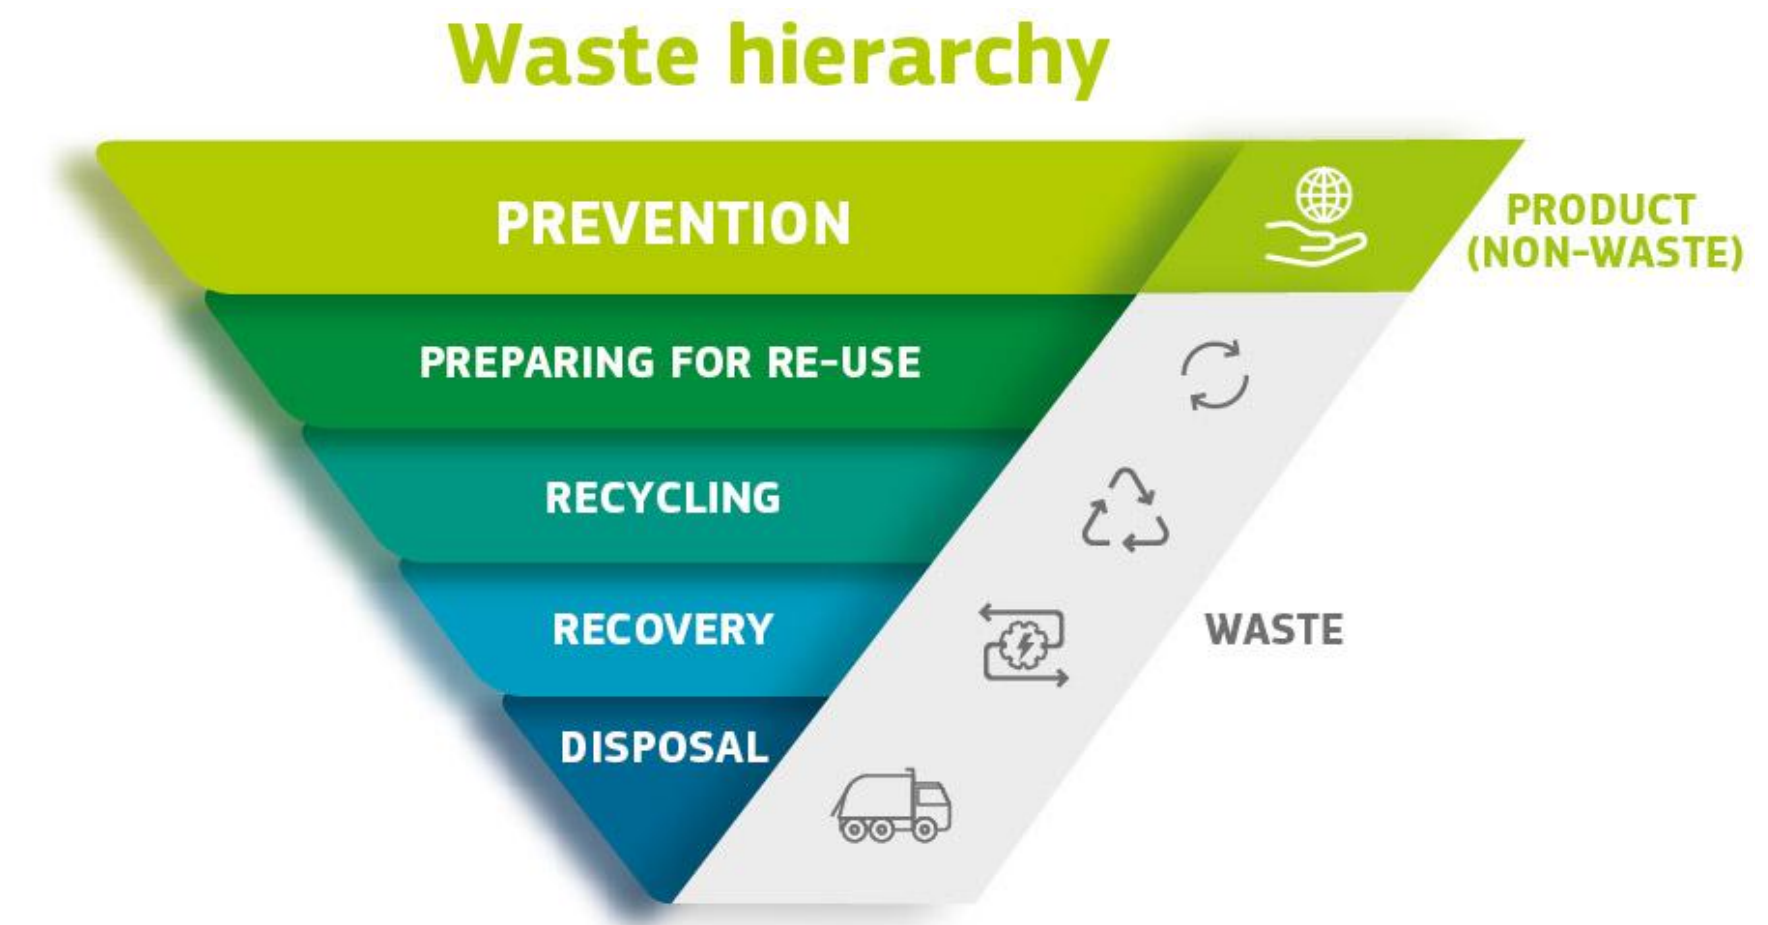 Waste hierarchy
PREVENTION
PRODUCT
(NON-WASTE)
PREPARING FOR RE-USE
RECYCLING
RECOVERY
WASTE
DISPOSAL